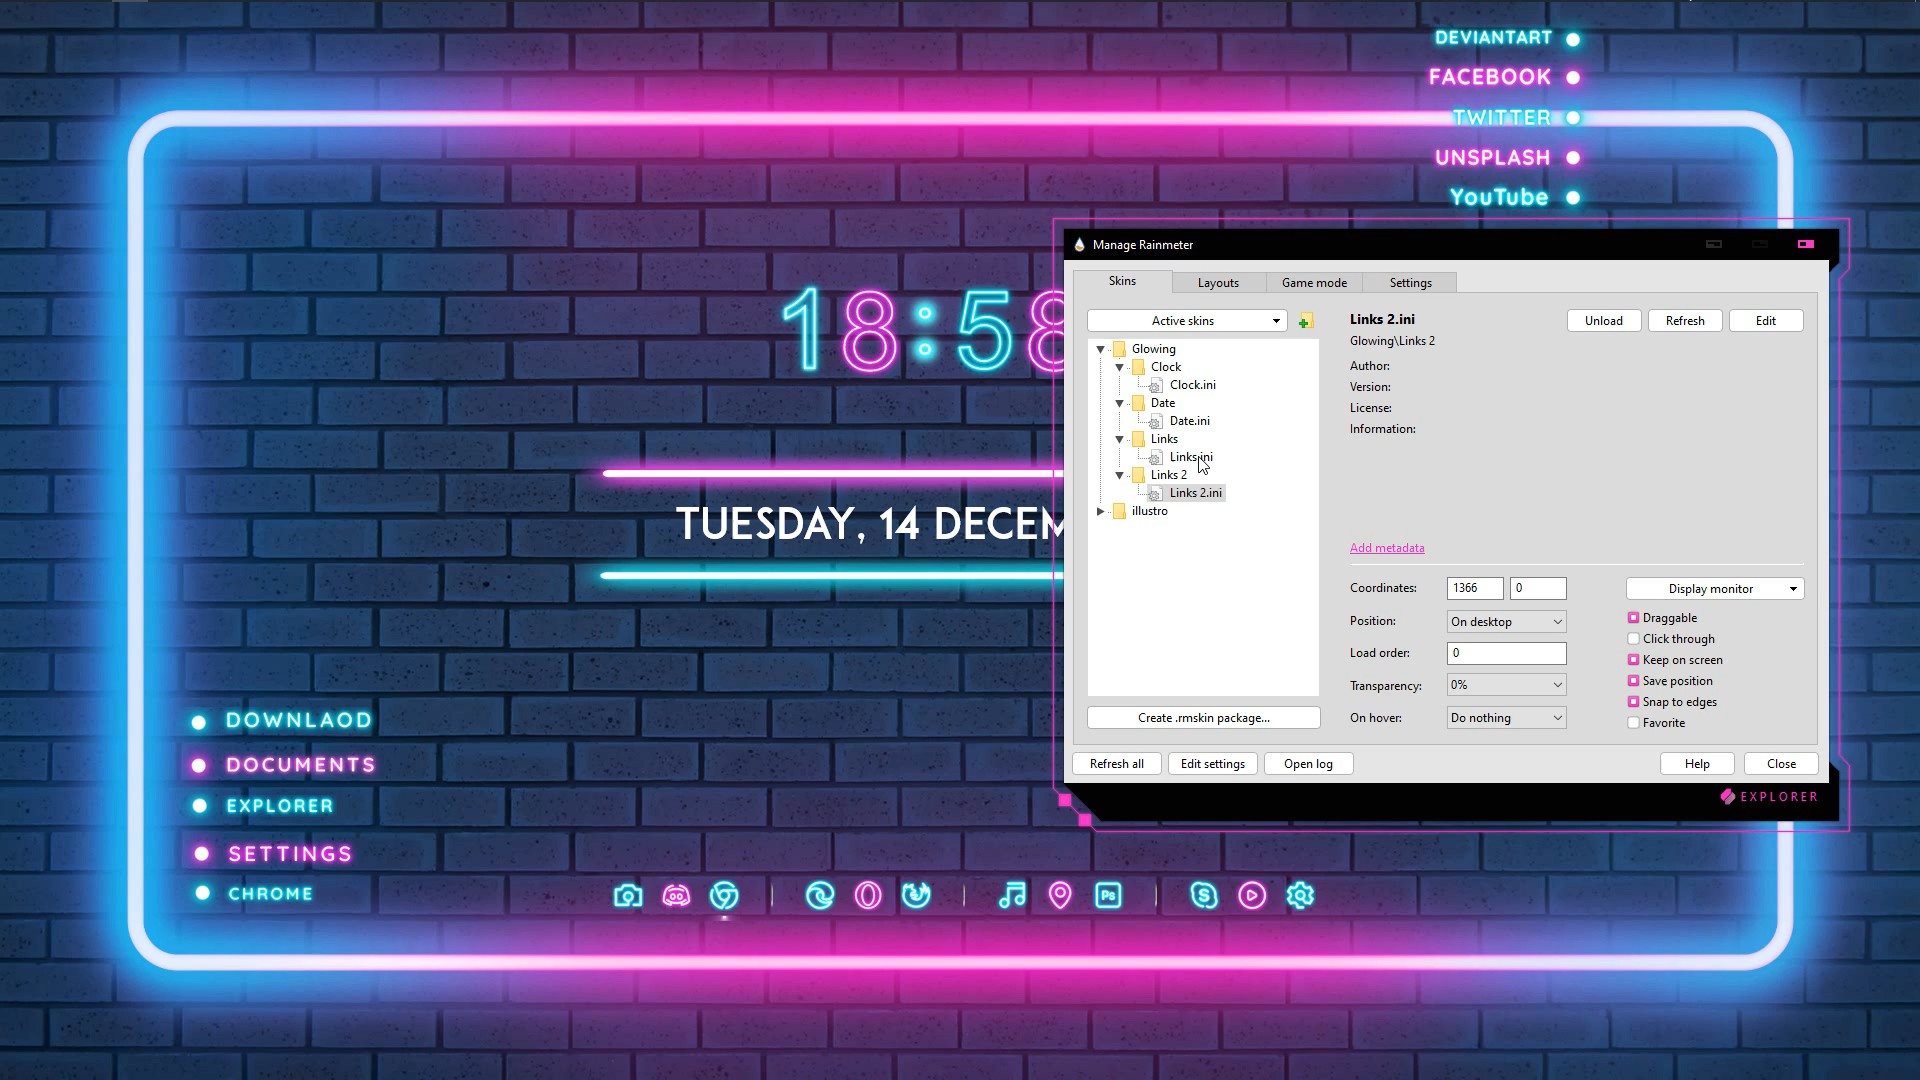 DEVIANTART
FACEBOOK
TWITTER
UNSPLASH
YouTube
18:58
TUESDAY, 14 DECEM
DOWNLAOD
DOCUMENTS
EXPLORER
SETTINGS
CHROME
Ps
Manage Rainmeter
Skins
Layouts
Game mode
Settings
Active skins
Glowing
Clock
Clock.ini
Date
Date.ini
Links
Links.ini
Links 2
Links 2.ini
illustro
Create .rmskin package...
Links 2.ini
Glowing\Links 2
Unload
Refresh
Edit
Author:
Version:
License:
Information:
Add metadata
Coordinates: 1366 0
Position: On desktop
Load order: 0
Transparency: 0%
On hover: Do nothing
Display monitor
Draggable
Click through
Keep on screen
Save position
Snap to edges
Favorite
Refresh all
Edit settings
Open log
Help
Close
EXPLORER